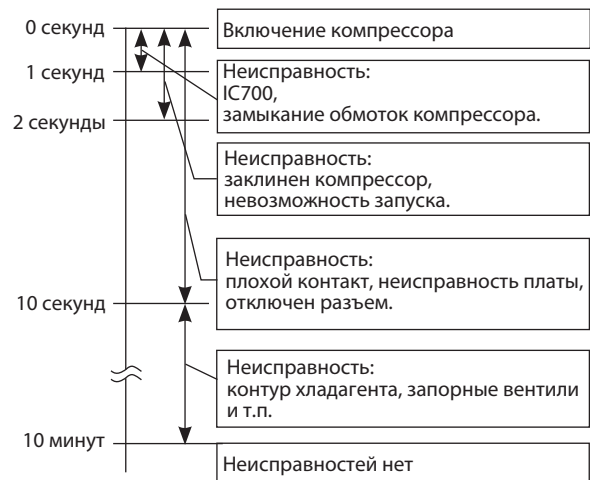 0 секунд
Включение компрессора
1 секунд
Неисправность:
IC700,
замыкание обмоток компрессора.
2 секунды
Неисправность:
заклинен компрессор,
невозможность запуска.
Неисправность:
плохой контакт, неисправность платы,
отключен разъем.
10 секунд
Неисправность:
контур хладагента, запорные вентили
и т.п.
10 минут
Неисправностей нет